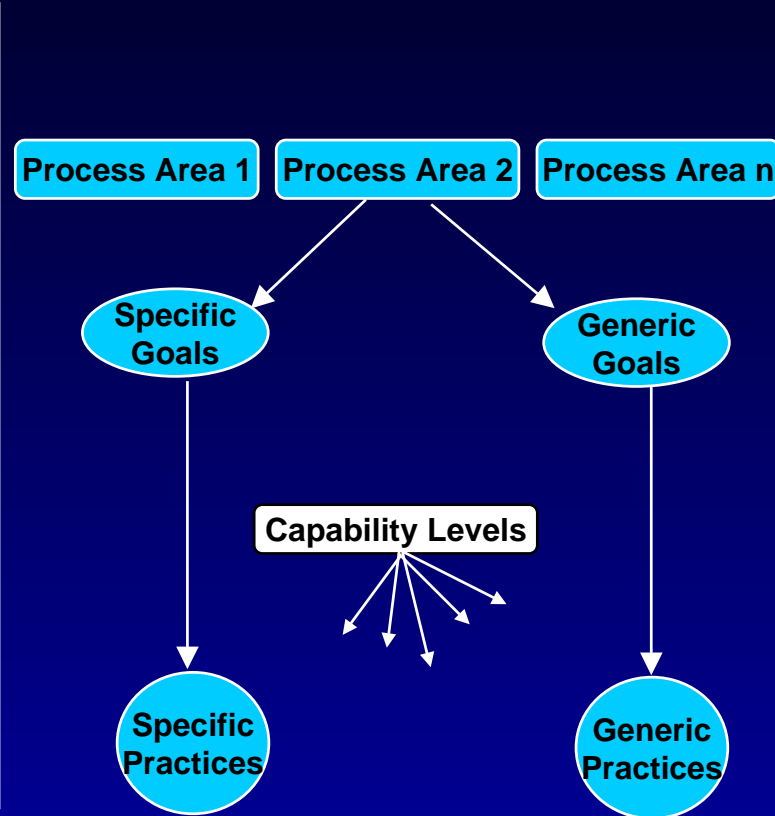 Process Area 1
Process Area 2
Process Area n
Specific
Goals
Generic
Goals
Capability Levels
Specific
Practices
Generic
Practices